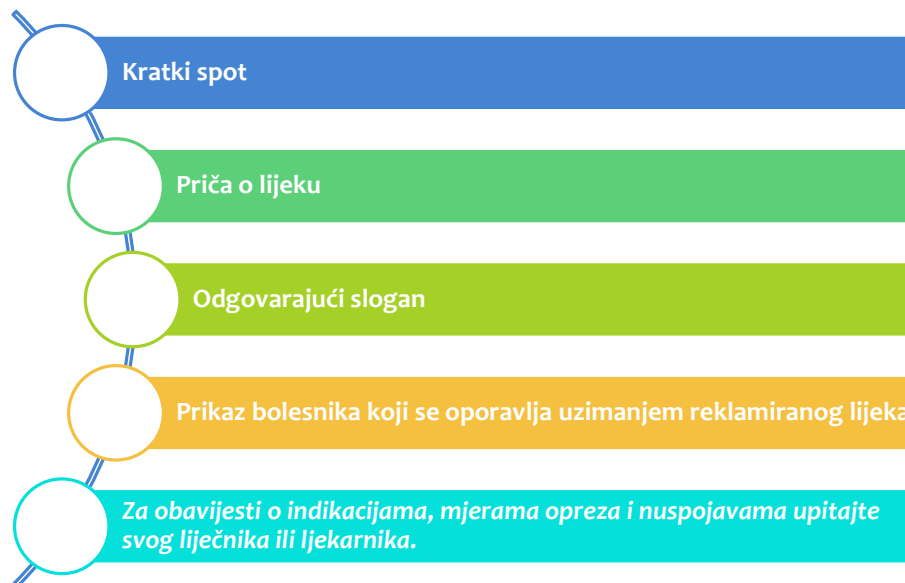 Kratki spot
Priča o lijeku
Odgovarajući slogan
Prikaz bolesnika koji se oporavlja uzimanjem reklamiranog lijeka
Za obavijesti o indikacijama, mjerama opreza i nuspojavama upitajte
svog liječnika ili ljekarnika.